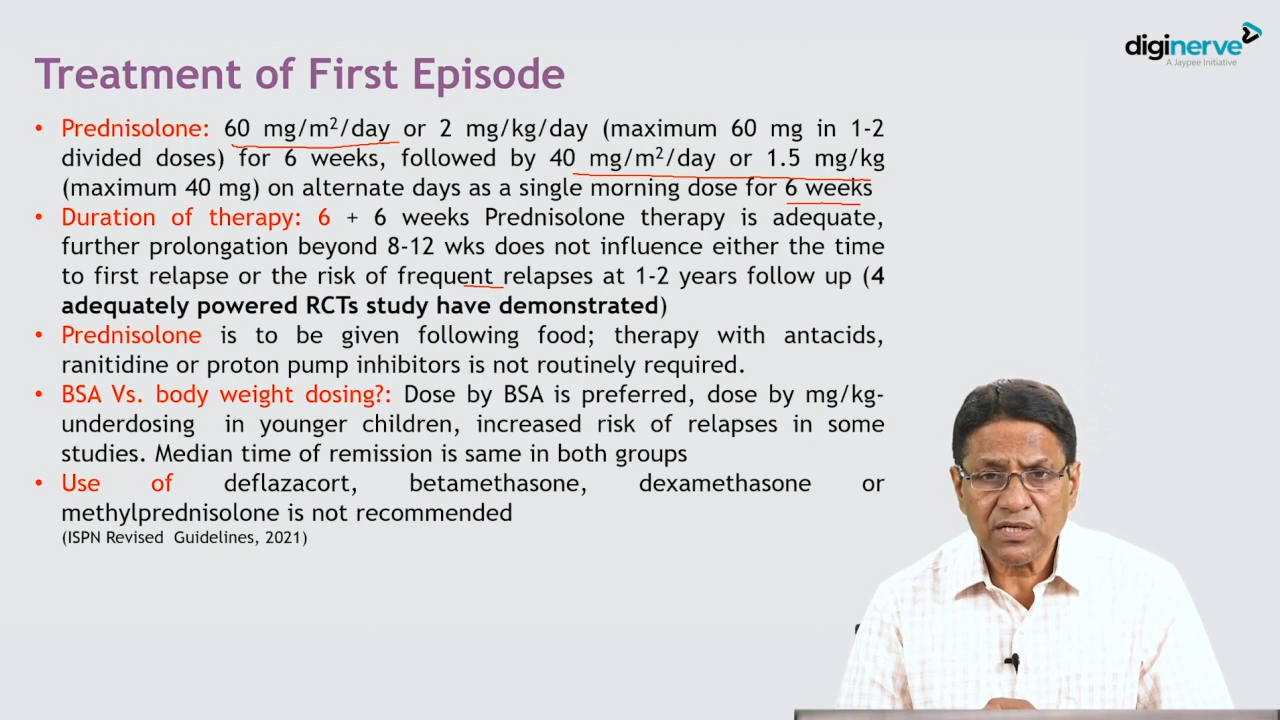 diginerve
A Jaypee Initiative
Treatment of First Episode
• Prednisolone: 60 mg/m²/day or 2 mg/kg/day (maximum 60 mg in 1-2
divided doses) for 6 weeks, followed by 40 mg/m²/day or 1.5 mg/kg
(maximum 40 mg) on alternate days as a single morning dose for 6 weeks
• Duration of therapy: 6 + 6 weeks Prednisolone therapy is adequate,
further prolongation beyond 8-12 wks does not influence either the time
to first relapse or the risk of frequent relapses at 1-2 years follow up (4
adequately powered RCTs study have demonstrated)
• Prednisolone is to be given following food; therapy with antacids,
ranitidine or proton pump inhibitors is not routinely required.
• BSA Vs. body weight dosing?: Dose by BSA is preferred, dose by mg/kg-
underdosing in younger children, increased risk of relapses in some
studies. Median time of remission is same in both groups
• Use of deflazacort, betamethasone, dexamethasone or
methylprednisolone is not recommended
(ISPN Revised Guidelines, 2021)